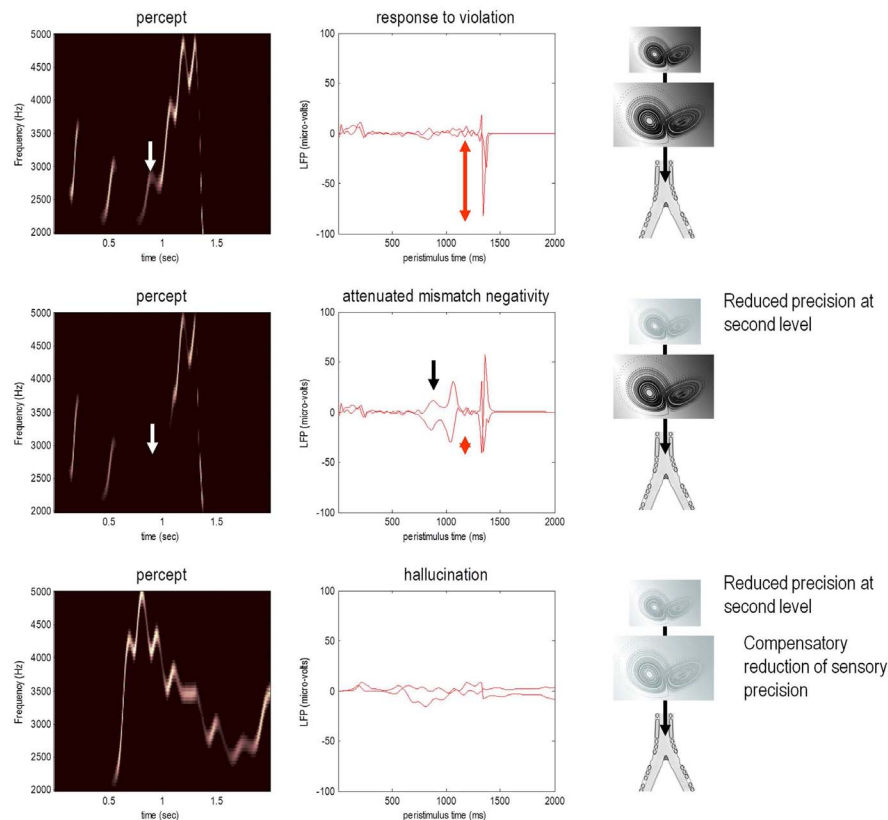 percept
5000
4500
4000
3500
3000
2500
2000
Frequency (Hz)
0.5
1
1.5
time (sec)
response to violation
100
50
0
-50
-100
LFP (micro-volts)
0
500
1000
1500
2000
peristimulus time (ms)
percept
5000
4500
4000
3500
3000
2500
2000
Frequency (Hz)
0.5
1
1.5
time (sec)
attenuated mismatch negativity
100
50
0
-50
-100
LFP (micro-volts)
0
500
1000
1500
2000
peristimulus time (ms)
Reduced precision at
second level
percept
5000
4500
4000
3500
3000
2500
2000
Frequency (Hz)
0.5
1
1.5
time (sec)
hallucination
100
50
0
-50
-100
LFP (micro-volts)
0
500
1000
1500
2000
peristimulus time (ms)
Reduced precision at
second level
Compensatory
reduction of sensory
precision